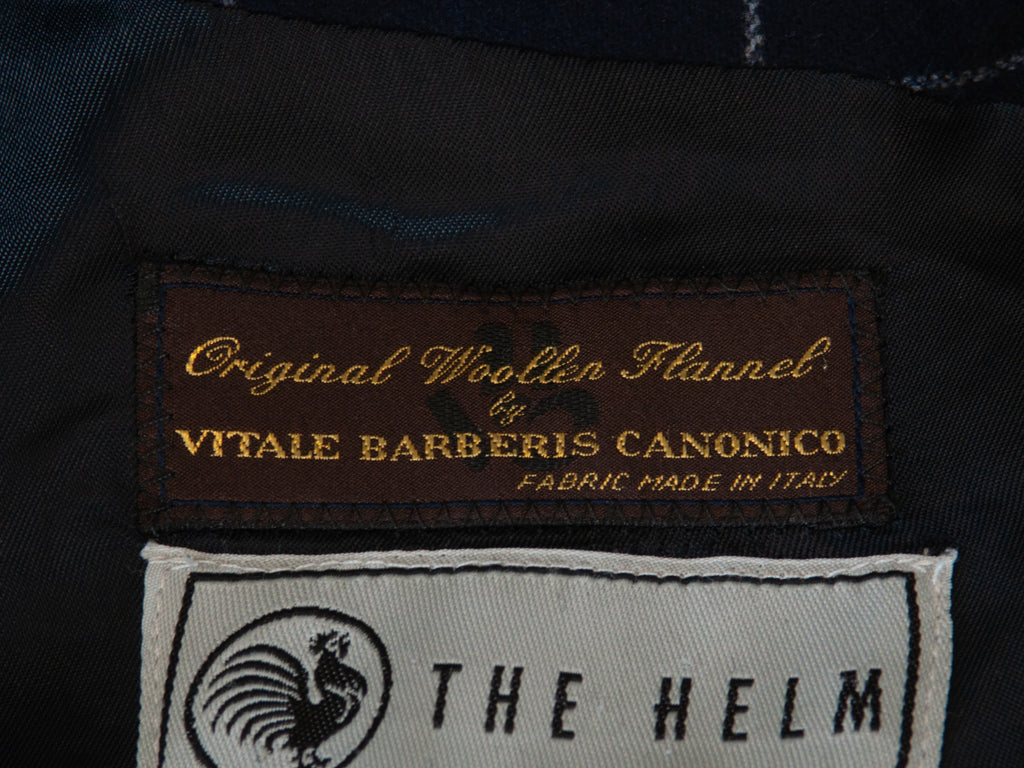 Original Woollen Flannel
by
VITALE BARBERIS CANONICO
FABRIC MADE IN ITALY
THE HELM